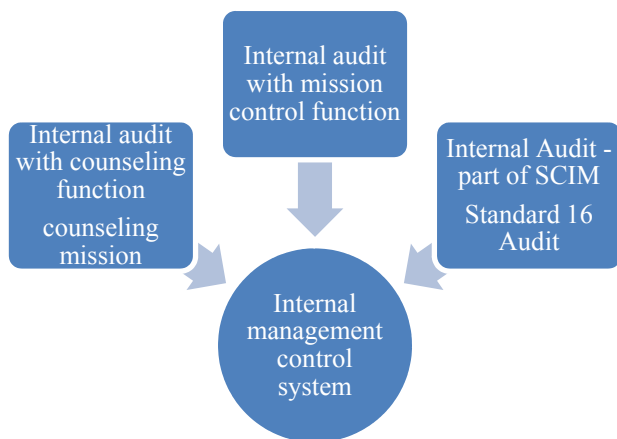 Internal audit
with mission
control function
Internal audit
with counseling
function
counseling
mission
Internal Audit -
part of SCIM
Standard 16
Audit
Internal
management
control
system